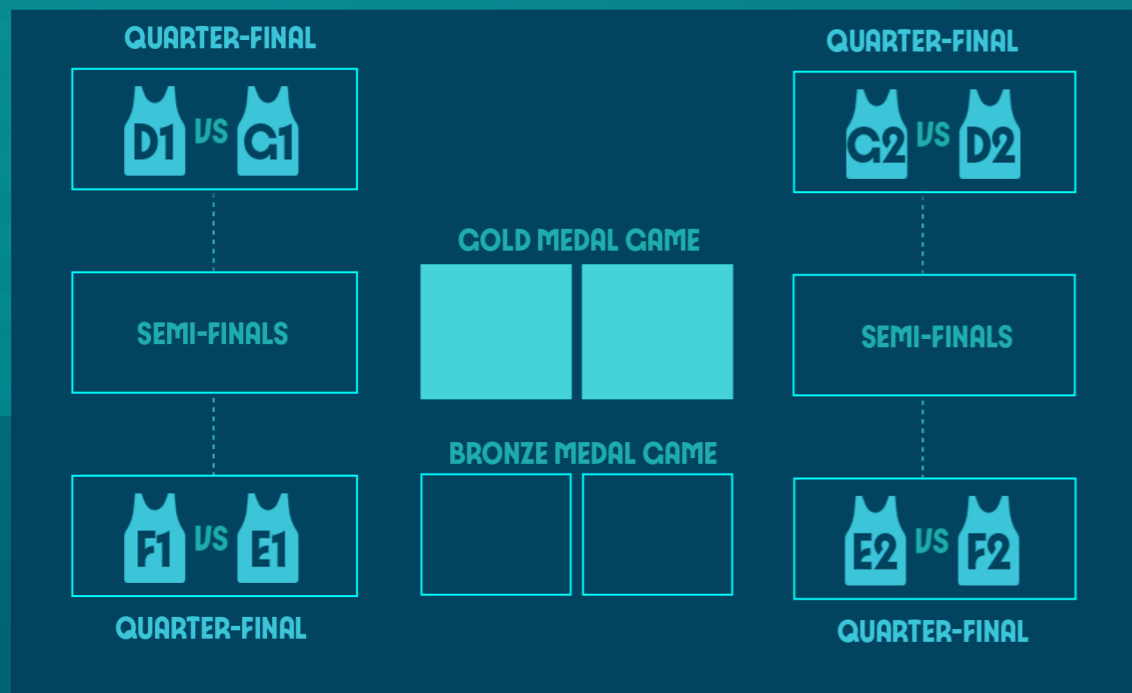 QUARTER-FINAL
D1 VS G1
QUARTER-FINAL
G2 VS D2
GOLD MEDAL GAME
SEMI-FINALS
SEMI-FINALS
BRONZE MEDAL GAME
F1 VS E1
QUARTER-FINAL
E2 VS F2
QUARTER-FINAL